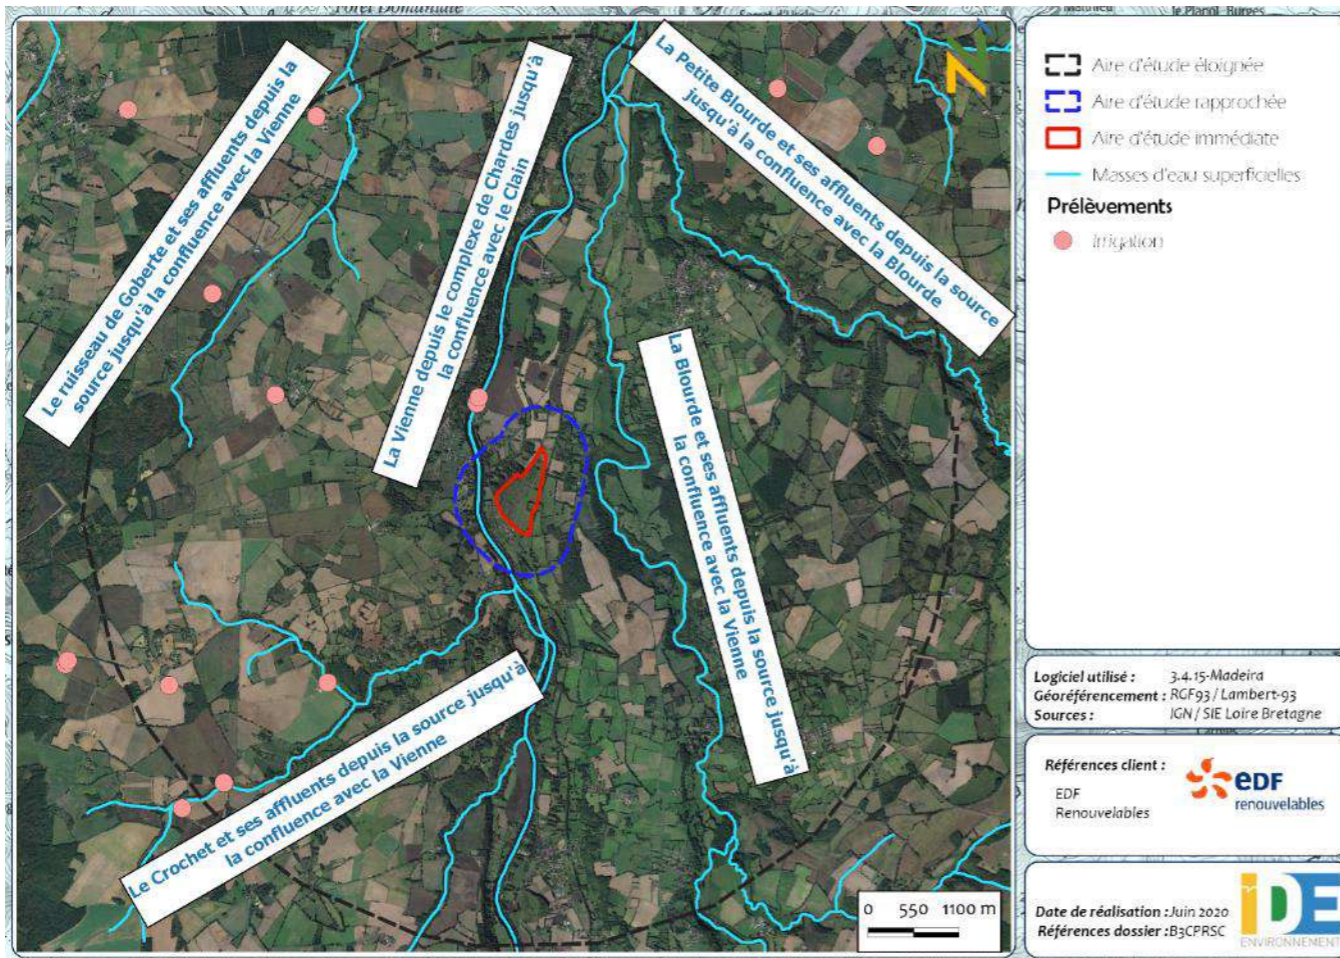 Le ruisseau de Goberte et ses affluents depuis la
source jusqu'à la confluence avec la Vienne
La Vienne depuis le complexe de Chardes jusqu'à
la confluence avec le Clain
La Petite Blourde et ses affluents depuis la source
jusqu'à la confluence avec la Blourde
La Blourde et ses affluents depuis la source jusqu'à
la confluence avec la Vienne
Le Crochet et ses affluents depuis la source jusqu'à
la confluence avec la Vienne
0 550 1100 m
Aire d'étude éloignée
Aire d'étude rapprochée
Aire d'étude immédiate
Masses d'eau superficielles
Prélèvements
Irrigation
Logiciel utilisé : 3.4.15-Madeira
Géoréférencement : RGF93 / Lambert-93
Sources : IGN / SIE Loire Bretagne
Références client :
EDF
Renouvelables
eDF
renouvelables
Date de réalisation : Juin 2020
Références dossier : B3CPRSC
iDE
ENVIRONNEMENT